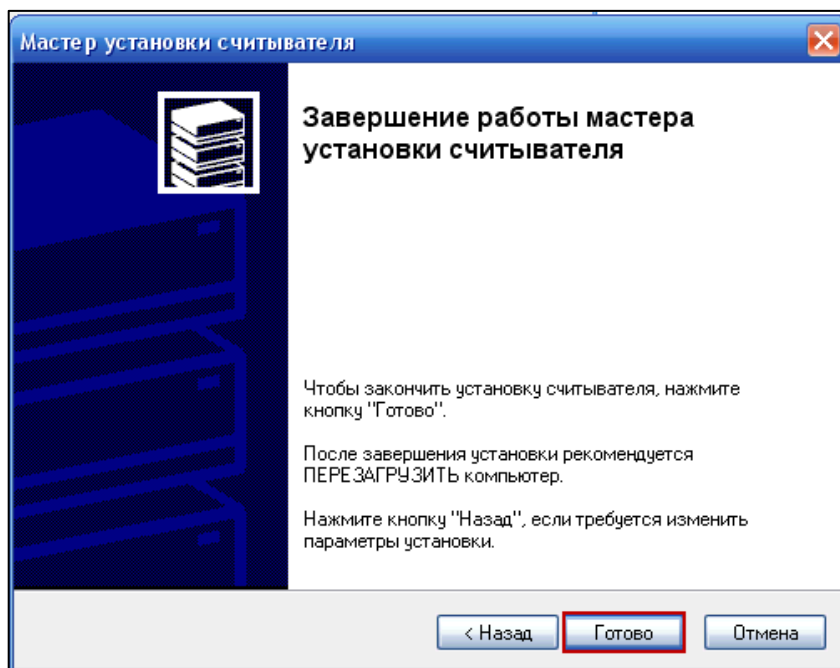 Мастер установки считывателя
Завершение работы мастера
установки считывателя
Чтобы закончить установку считывателя, нажмите
кнопку "Готово".
После завершения установки рекомендуется
ПЕРЕЗАГРУЗИТЬ компьютер.
Нажмите кнопку "Назад", если требуется изменить
параметры установки.
< Назад
Готово
Отмена